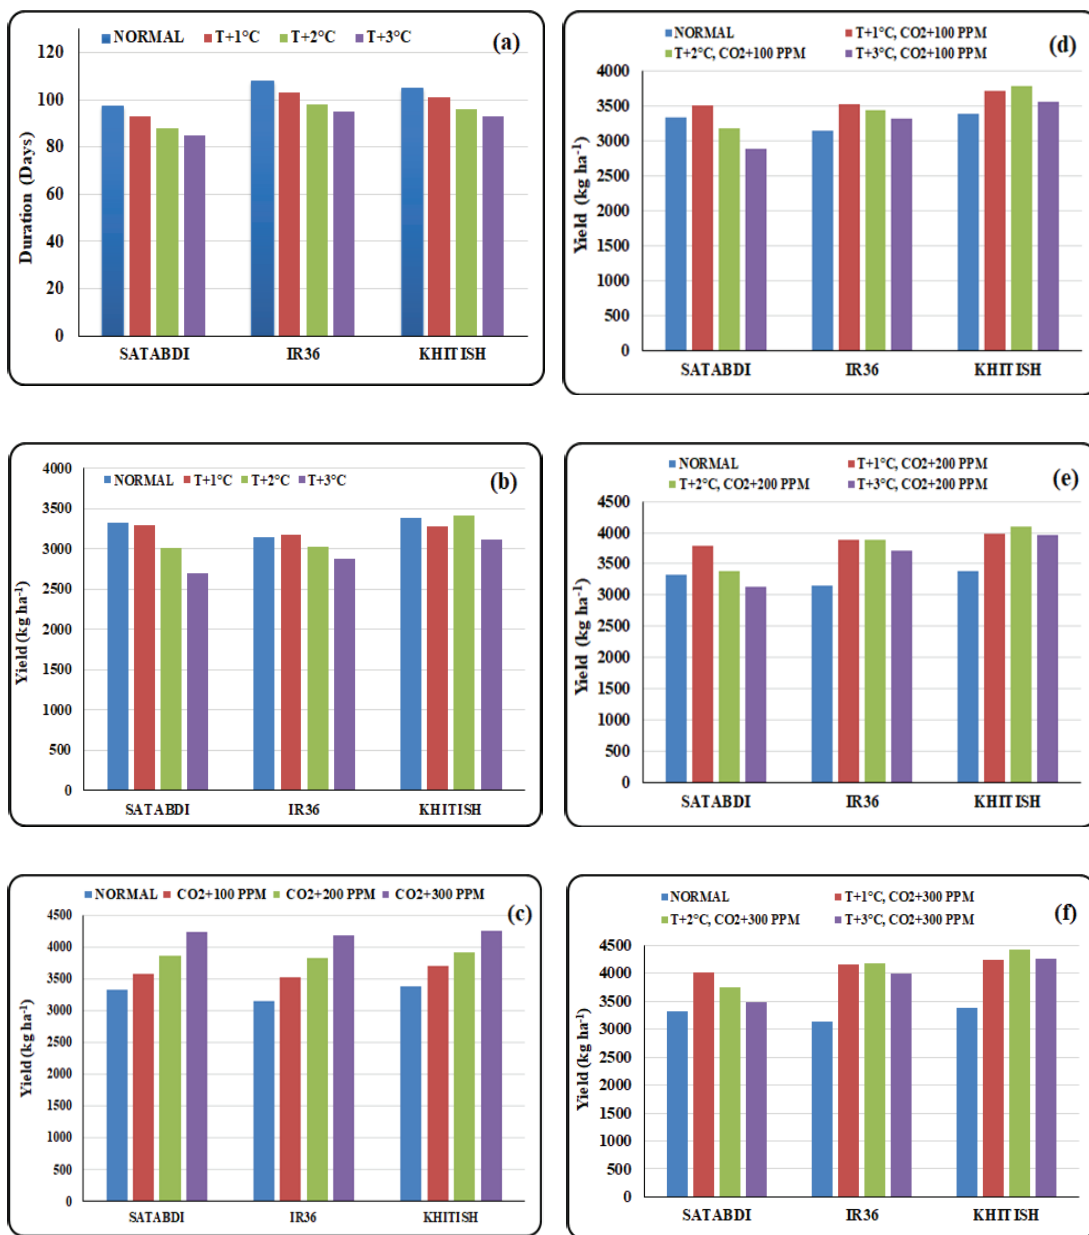 NORMAL T+1°C T+2°C T+3°C
(a)
120
100
80
60
40
20
0
Duration (Days)
SATABDI IR36 KHITISH
NORMAL T+1°C, CO2+100 PPM
T+2°C, CO2+100 PPM T+3°C, CO2+100 PPM
(d)
4000
3500
3000
2500
2000
1500
1000
500
0
Yield (kg ha⁻¹)
SATABDI IR36 KHITISH
NORMAL T+1°C T+2°C T+3°C
(b)
4000
3500
3000
2500
2000
1500
1000
500
0
Yield (kg ha⁻¹)
SATABDI IR36 KHITISH
NORMAL T+1°C, CO2+200 PPM
T+2°C, CO2+200 PPM T+3°C, CO2+200 PPM
(e)
4500
4000
3500
3000
2500
2000
1500
1000
500
0
Yield (kg ha⁻¹)
SATABDI IR36 KHITISH
NORMAL CO2+100 PPM CO2+200 PPM CO2+300 PPM
(c)
4500
4000
3500
3000
2500
2000
1500
1000
500
0
Yield (kg ha⁻¹)
SATABDI IR36 KHITISH
NORMAL T+1°C, CO2+300 PPM
T+2°C, CO2+300 PPM T+3°C, CO2+300 PPM
(f)
4500
4000
3500
3000
2500
2000
1500
1000
500
0
Yield (kg ha⁻¹)
SATABDI IR36 KHITISH